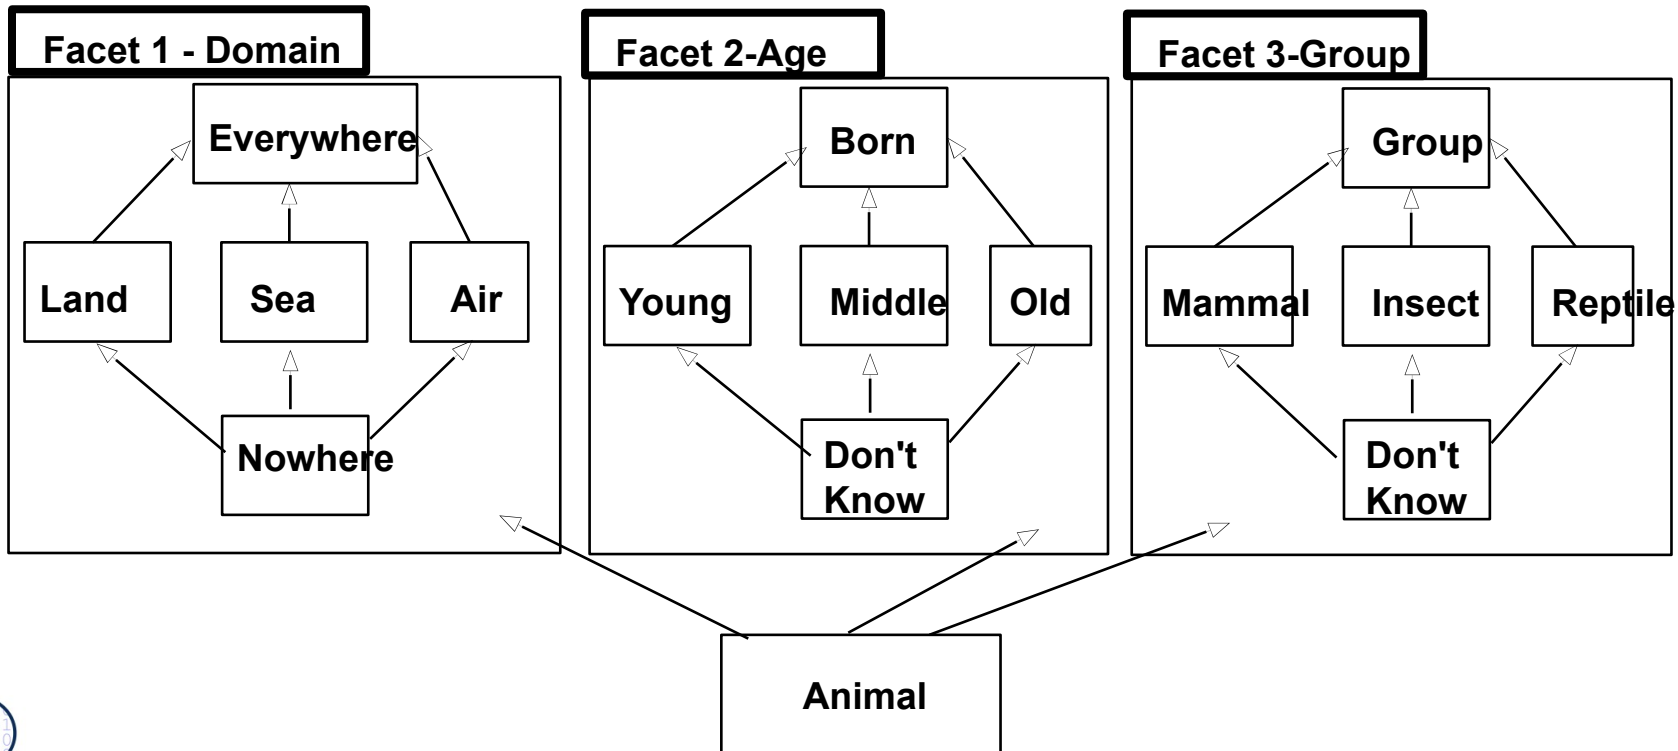 Facet 1 - Domain
Everywhere
Land
Sea
Air
Nowhere
Facet 2-Age
Born
Young
Middle
Old
Don't
Know
Facet 3-Group
Group
Mammal
Insect
Reptile
Don't
Know
Animal